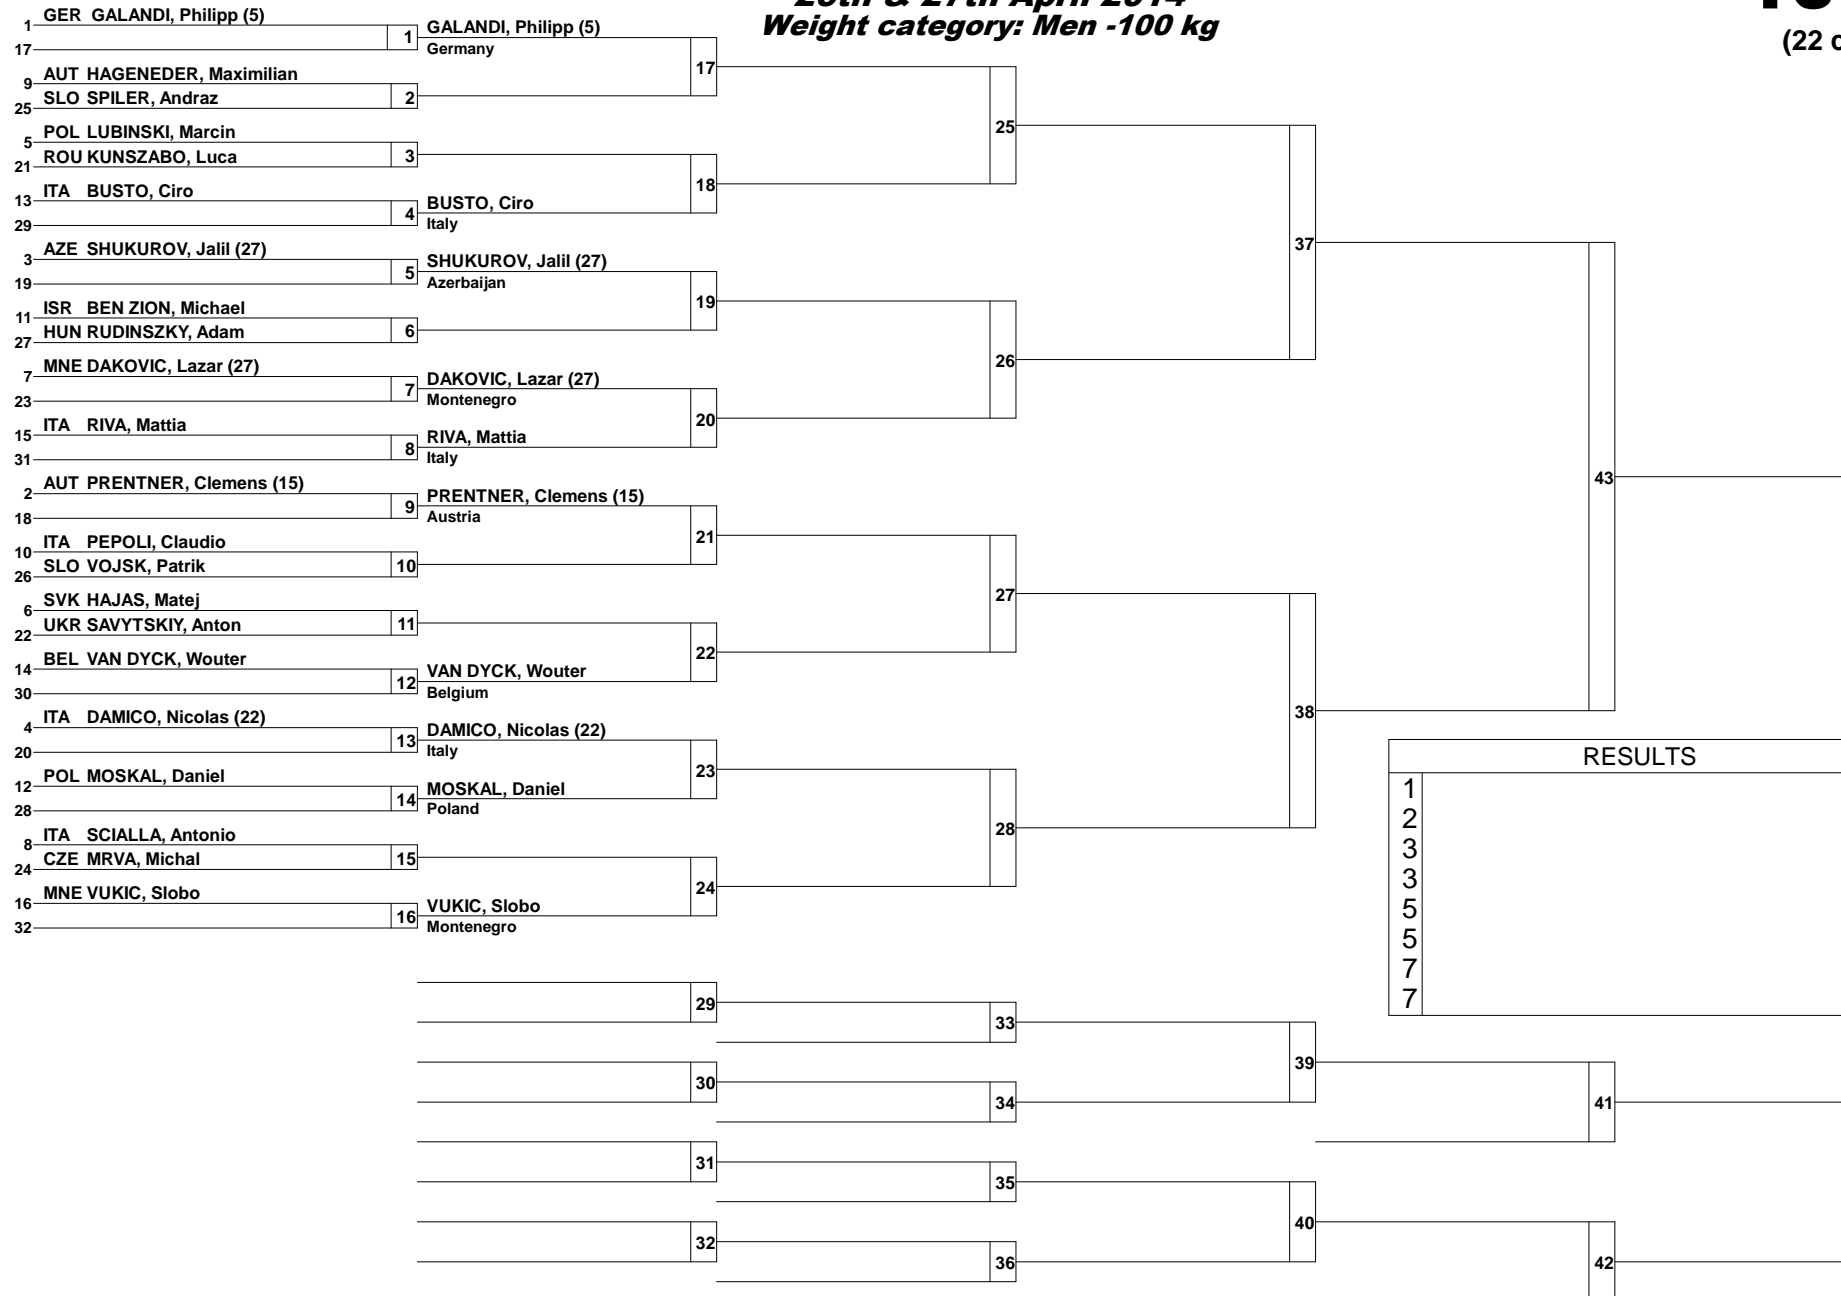 26th & 27th April 2014
Weight category: Men -100 kg
(22 c
1 GER GALANDI, Philipp (5)
17
1 GALANDI, Philipp (5)
Germany
9 AUT HAGENEDER, Maximilian
25 SLO SPILER, Andraz
2
17
5 POL LUBINSKI, Marcin
21 ROU KUNSZABO, Luca
3
13 ITA BUSTO, Ciro
29
4 BUSTO, Ciro
Italy
18
25
3 AZE SHUKUROV, Jalil (27)
19
5 SHUKUROV, Jalil (27)
Azerbaijan
11 ISR BEN ZION, Michael
27 HUN RUDINSZKY, Adam
6
19
7 MNE DAKOVIC, Lazar (27)
23
7 DAKOVIC, Lazar (27)
Montenegro
15 ITA RIVA, Mattia
31
8 RIVA, Mattia
Italy
20
26
37
2 AUT PRENTNER, Clemens (15)
18
9 PRENTNER, Clemens (15)
Austria
10 ITA PEPOLI, Claudio
26 SLO VOJSK, Patrik
10
21
6 SVK HAJAS, Matej
22 UKR SAVYTSKIY, Anton
11
14 BEL VAN DYCK, Wouter
30
12 VAN DYCK, Wouter
Belgium
22
27
4 ITA DAMICO, Nicolas (22)
20
13 DAMICO, Nicolas (22)
Italy
12 POL MOSKAL, Daniel
28
14 MOSKAL, Daniel
Poland
23
8 ITA SCIALLA, Antonio
24 CZE MRVA, Michal
15
16 MNE VUKIC, Slobo
32
16 VUKIC, Slobo
Montenegro
24
28
38
43
RESULTS
1
2
3
3
5
5
7
7
29
33
30
34
39
41
31
35
32
36
40
42